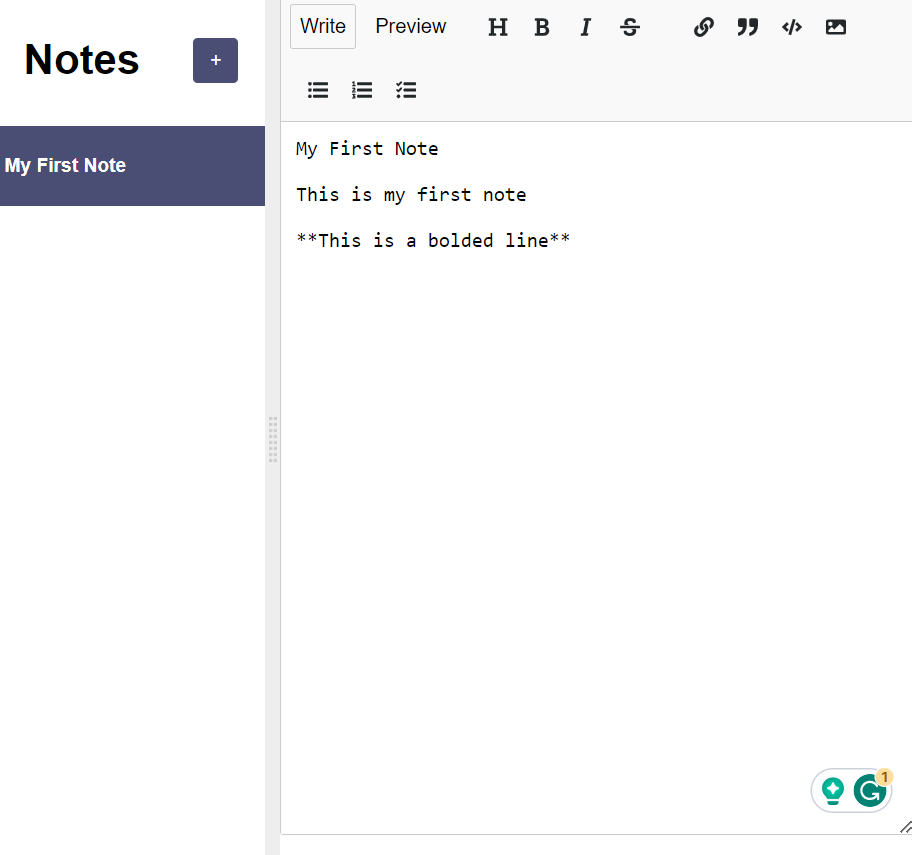 Notes
+
My First Note
Write Preview H B I S
My First Note
This is my first note
**This is a bolded line**
1